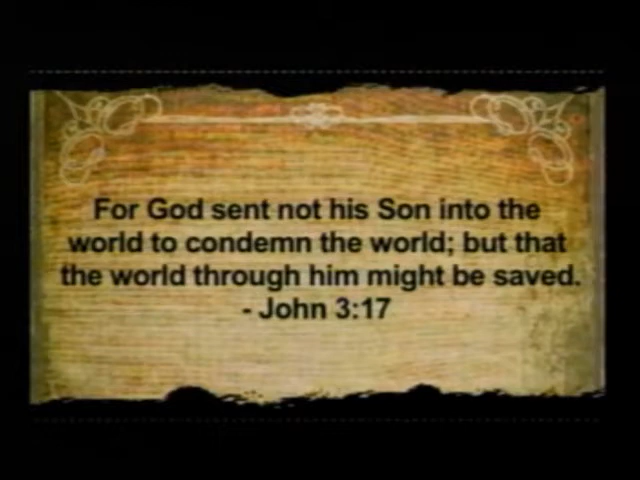 For God sent not his Son into the
world to condemn the world; but that
the world through him might be saved.
- John 3:17